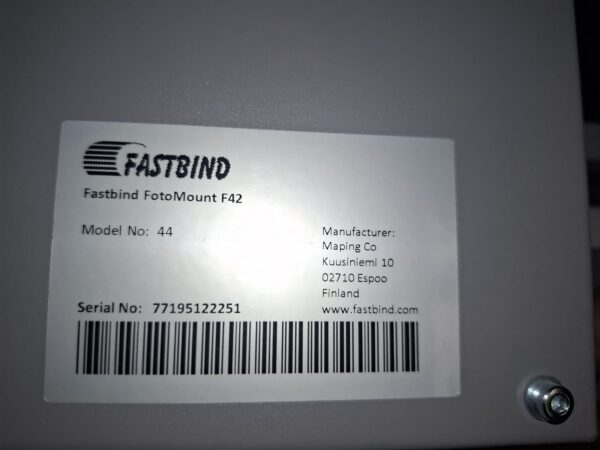 FASTBIND
Fastbind FotoMount F42
Model No: 44
Manufacturer:
Maping Co
Kuusiniemi 10
02710 Espoo
Finland
www.fastbind.com
Serial No: 77195122251